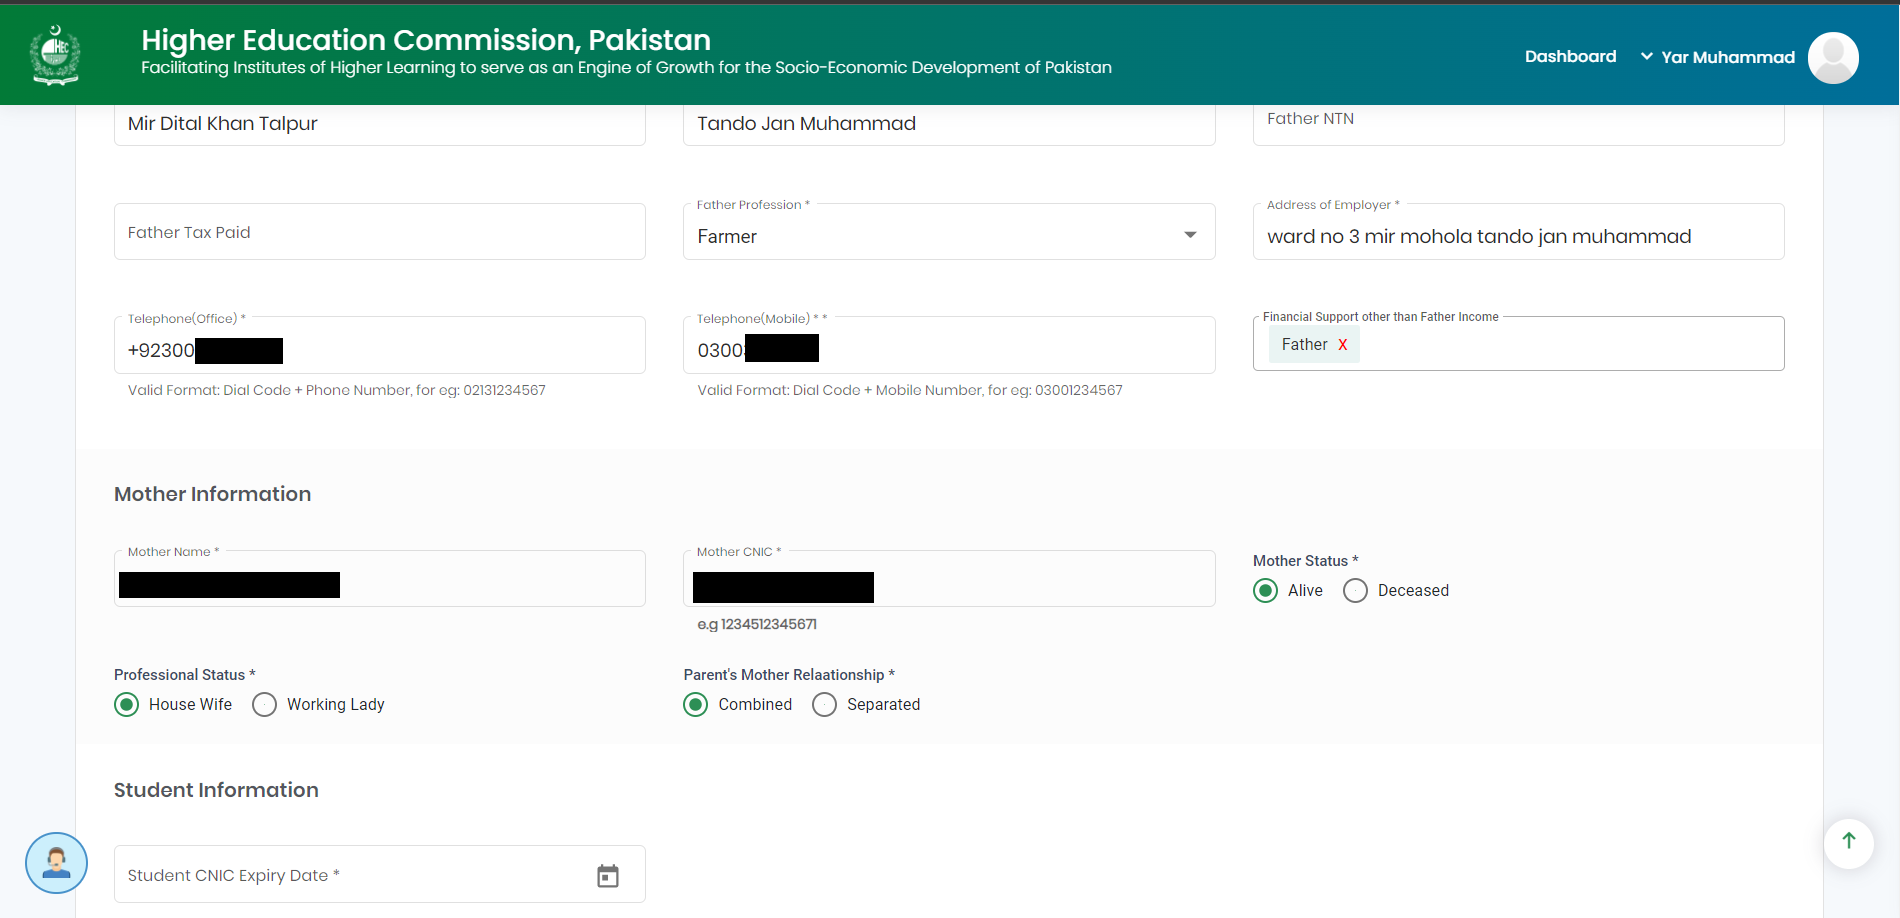 HEC
Higher Education Commission, Pakistan
Facilitating Institutes of Higher Learning to serve as an Engine of Growth for the Socio-Economic Development of Pakistan
Dashboard
Yar Muhammad
Mir Dital Khan Talpur
Tando Jan Muhammad
Father NTN
Father Tax Paid
Father Profession *
Farmer
Address of Employer *
ward no 3 mir mohola tando jan muhammad
Telephone(Office) *
+92300
Valid Format: Dial Code + Phone Number, for eg: 02131234567
Telephone(Mobile) * *
0300
Valid Format: Dial Code + Mobile Number, for eg: 03001234567
Financial Support other than Father Income
Father X
Mother Information
Mother Name *
Mother CNIC *
e.g 1234512345671
Mother Status *
Alive
Deceased
Professional Status *
House Wife
Working Lady
Parent's Mother Relaationship *
Combined
Separated
Student Information
Student CNIC Expiry Date *